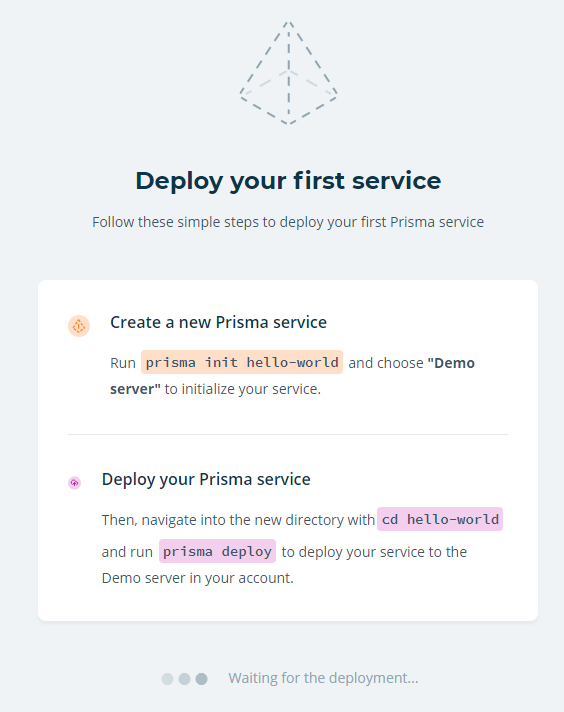 Deploy your first service
Follow these simple steps to deploy your first Prisma service
Create a new Prisma service
Run prisma init hello-world and choose "Demo
server" to initialize your service.
Deploy your Prisma service
Then, navigate into the new directory with cd hello-world
and run prisma deploy to deploy your service to the
Demo server in your account.
Waiting for the deployment...